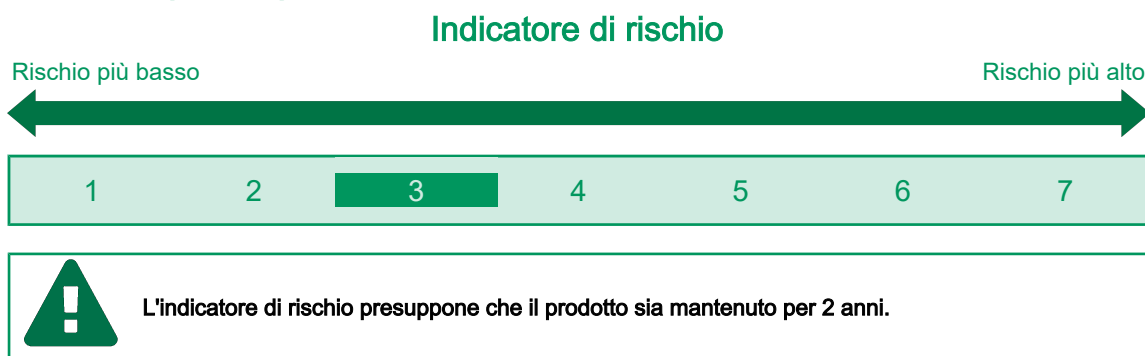 Indicatore di rischio
Rischio più basso Rischio più alto
1 2 3 4 5 6 7
L'indicatore di rischio presuppone che il prodotto sia mantenuto per 2 anni.